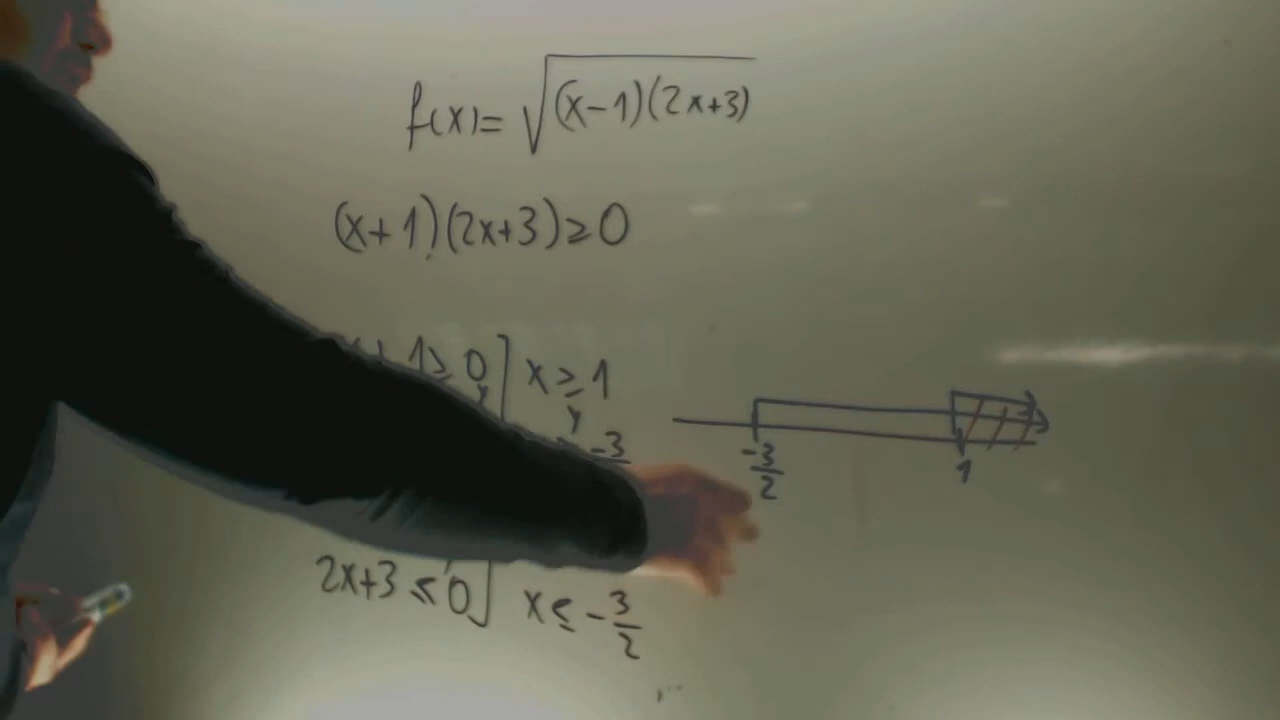 f(x)= √(x-1)(2x+3)
(x+1)(2x+3)≥0
1≥0] x≥1
y y
-3
-3/2 1
2x+3≤0] x≤-3/2